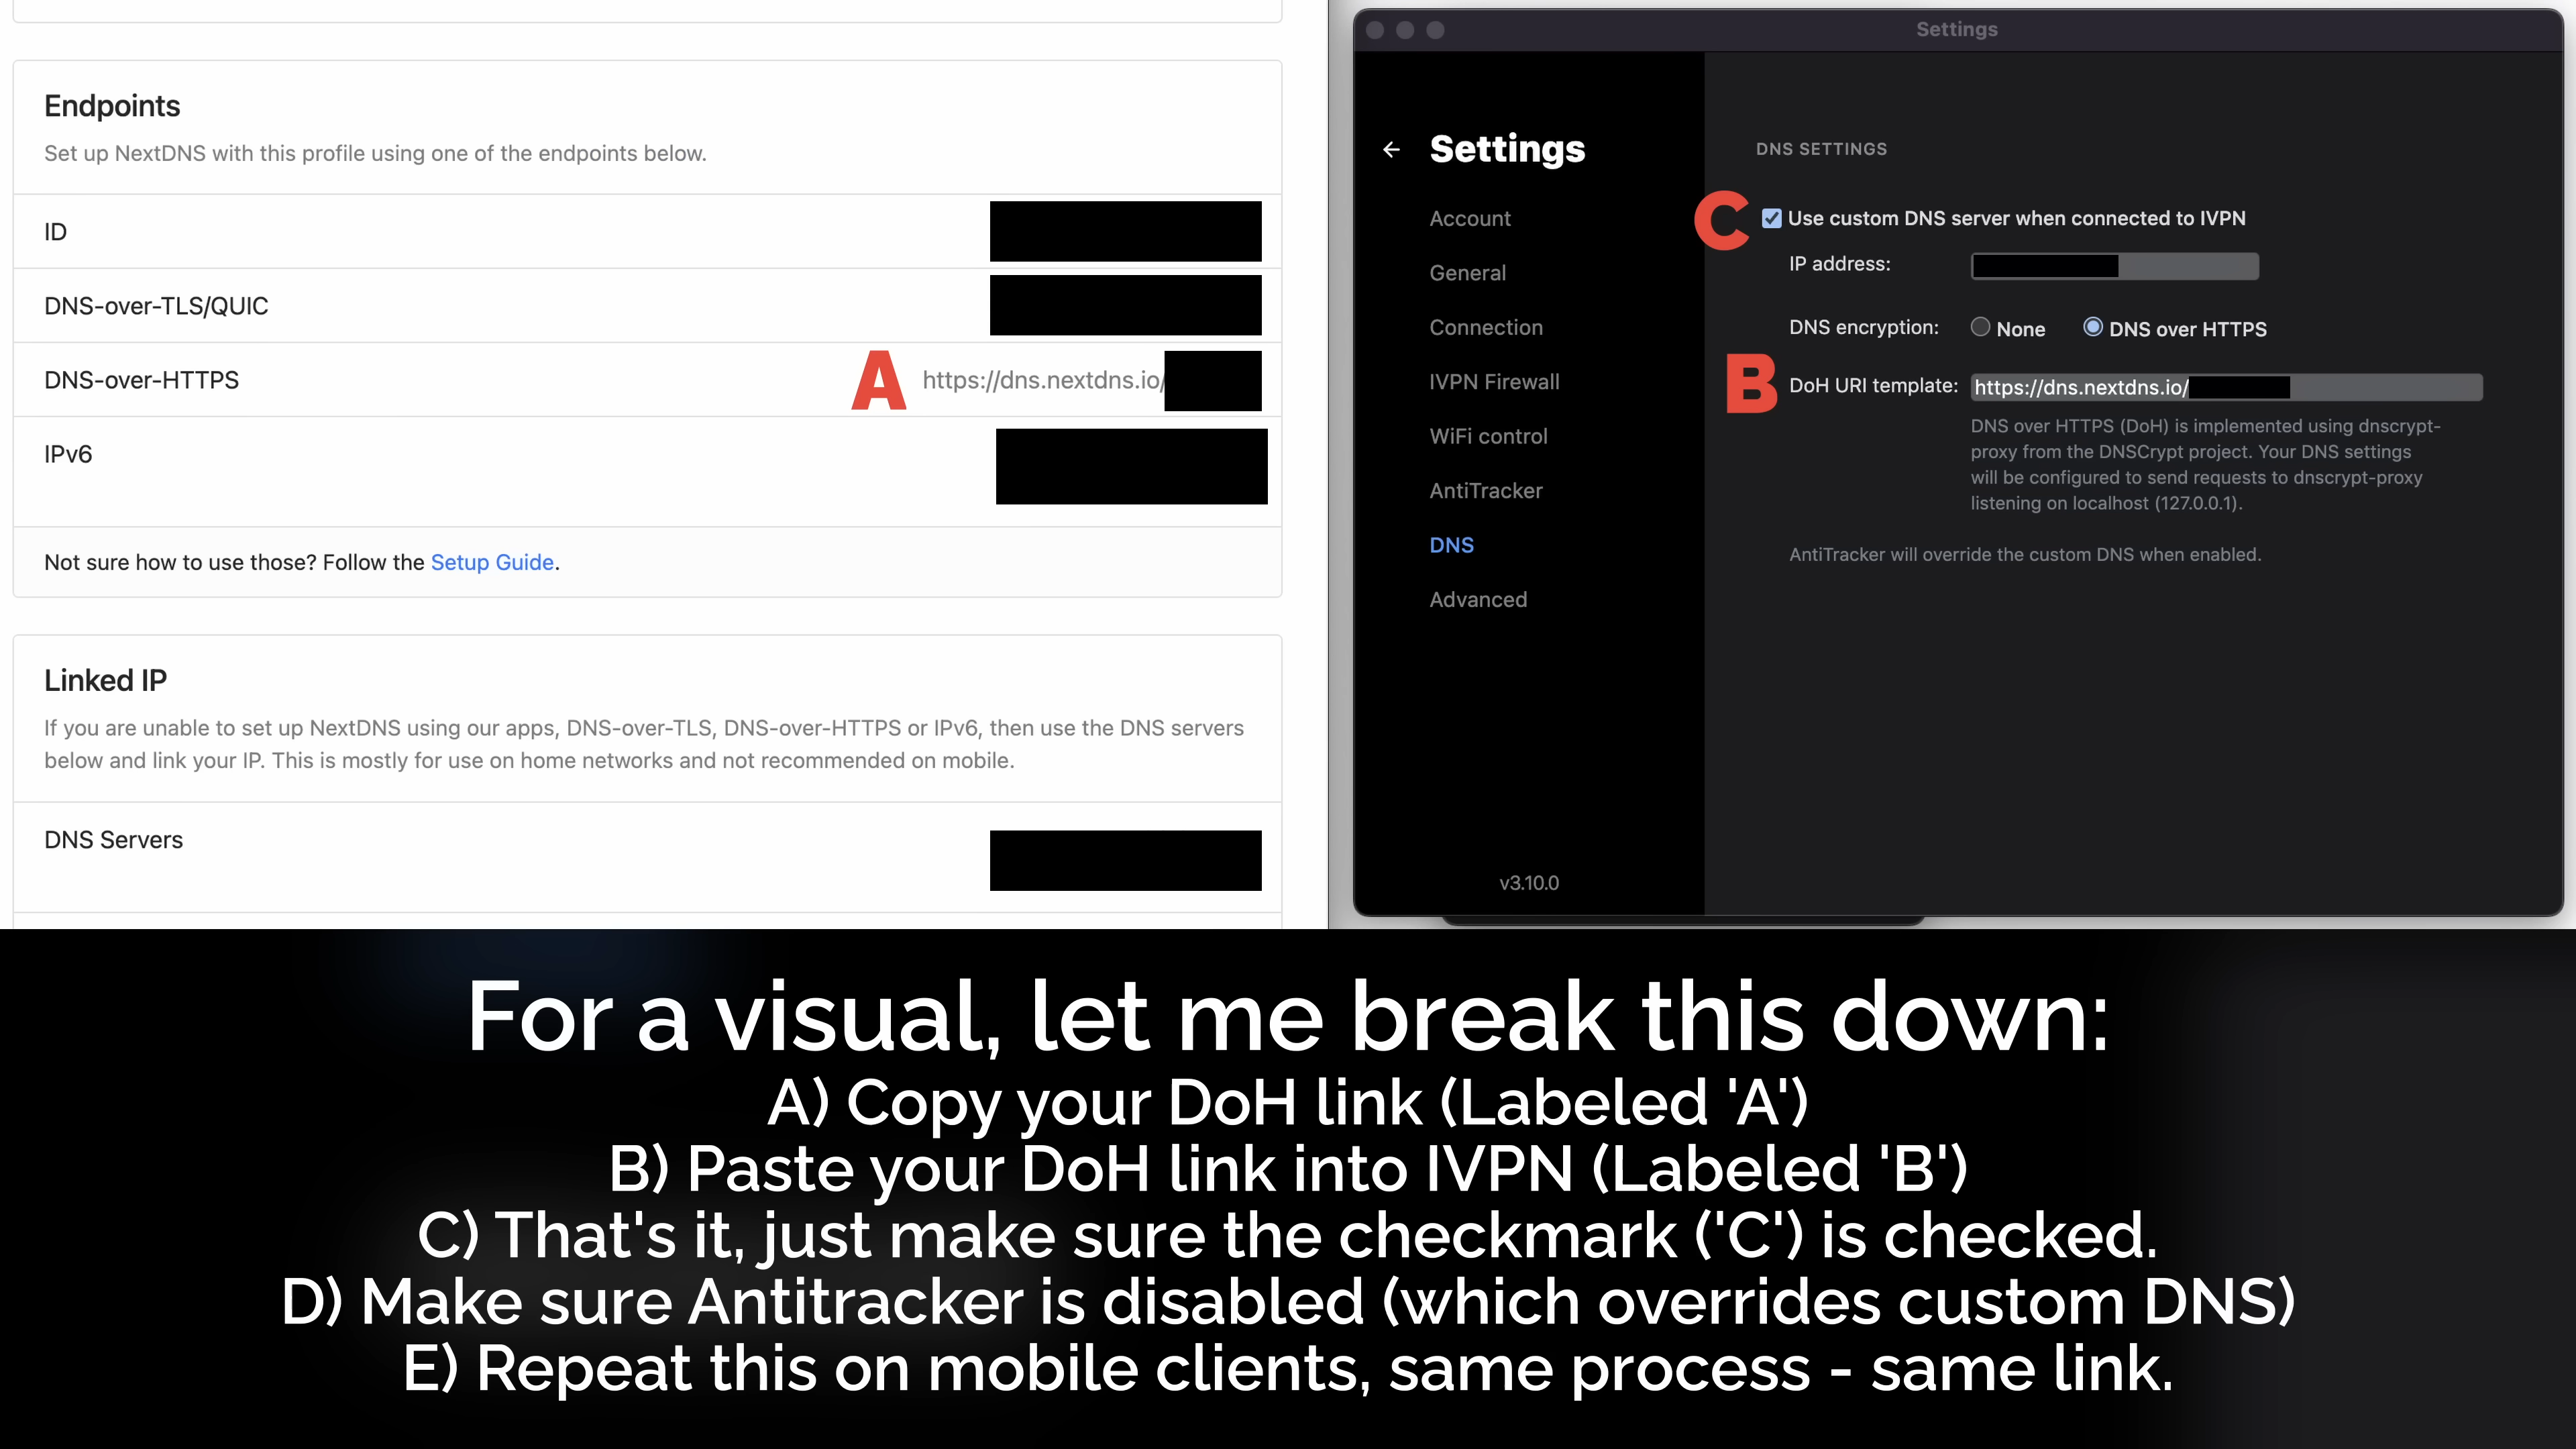 Endpoints
Set up NextDNS with this profile using one of the endpoints below.
ID
DNS-over-TLS/QUIC
DNS-over-HTTPS
A
https://dns.nextdns.io/
IPv6
Not sure how to use those? Follow the Setup Guide.
Linked IP
If you are unable to set up NextDNS using our apps, DNS-over-TLS, DNS-over-HTTPS or IPv6, then use the DNS servers
below and link your IP. This is mostly for use on home networks and not recommended on mobile.
DNS Servers
Settings
Settings
Account
General
Connection
IVPN Firewall
WiFi control
AntiTracker
DNS
Advanced
v3.10.0
DNS SETTINGS
C
Use custom DNS server when connected to IVPN
IP address:
DNS encryption: None DNS over HTTPS
B
DoH URI template: https://dns.nextdns.io/
DNS over HTTPS (DoH) is implemented using dnscrypt-
proxy from the DNSCrypt project. Your DNS settings
will be configured to send requests to dnscrypt-proxy
listening on localhost (127.0.0.1).
AntiTracker will override the custom DNS when enabled.
For a visual, let me break this down:
A) Copy your DoH link (Labeled 'A')
B) Paste your DoH link into IVPN (Labeled 'B')
C) That's it, just make sure the checkmark ('C') is checked.
D) Make sure Antitracker is disabled (which overrides custom DNS)
E) Repeat this on mobile clients, same process - same link.